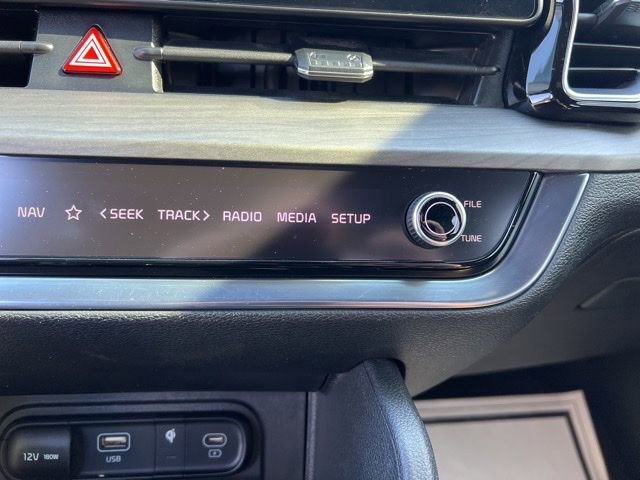 FILE
NAV ☆ <SEEK TRACK> RADIO MEDIA SETUP
TUNE
USB
12V 180W